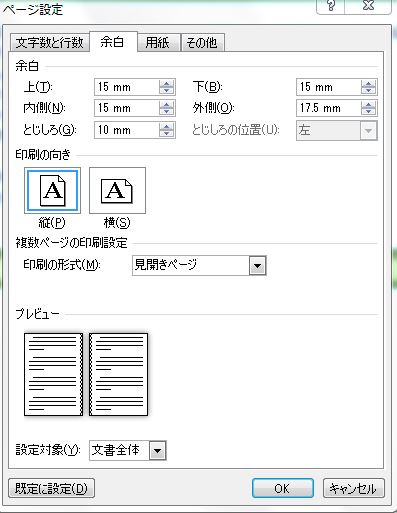 ページ設定
文字数と行数 余白 用紙 その他
余白
上(T): 15 mm 下(B): 15 mm
内側(N): 15 mm 外側(O): 17.5 mm
とじしろ(G): 10 mm とじしろの位置(U): 左
印刷の向き
A A
縦(P) 横(S)
複数ページの印刷設定
印刷の形式(M): 見開きページ
プレビュー
設定対象(Y): 文書全体
既定に設定(D) OK キャンセル